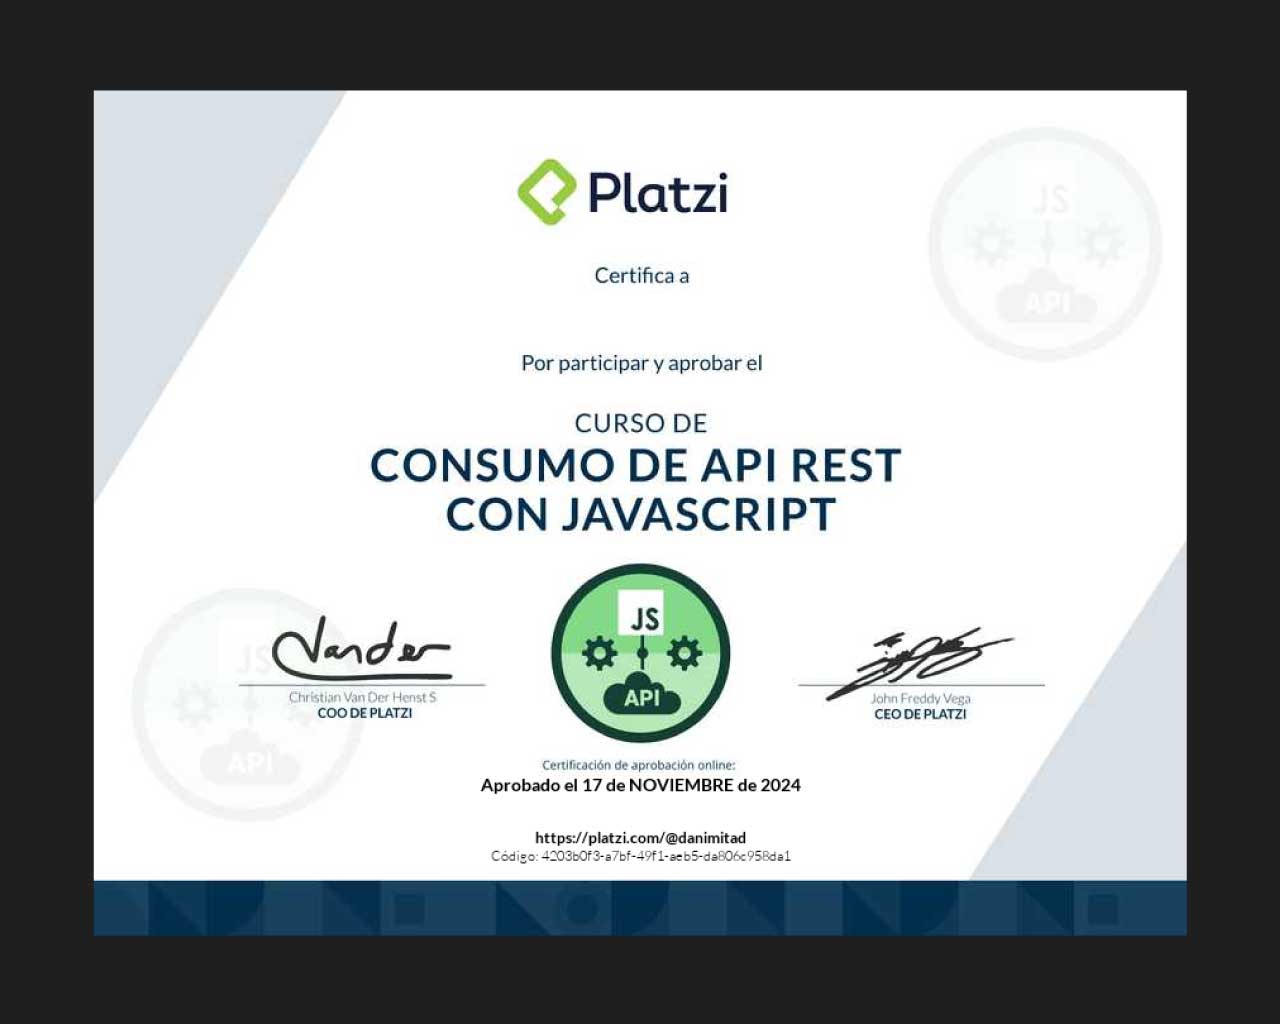 Platzi
Certifica a
Por participar y aprobar el
CURSO DE
CONSUMO DE API REST
CON JAVASCRIPT
JS
API
JS
API
JS
API
Vander
Christian Van Der Henst S
COO DE PLATZI
John Freddy Vega
CEO DE PLATZI
Certificación de aprobación online:
Aprobado el 17 de NOVIEMBRE de 2024
https://platzi.com/@danimitad
Código: 4203b0f3-a7bf-49f1-aeb5-da806c958da1